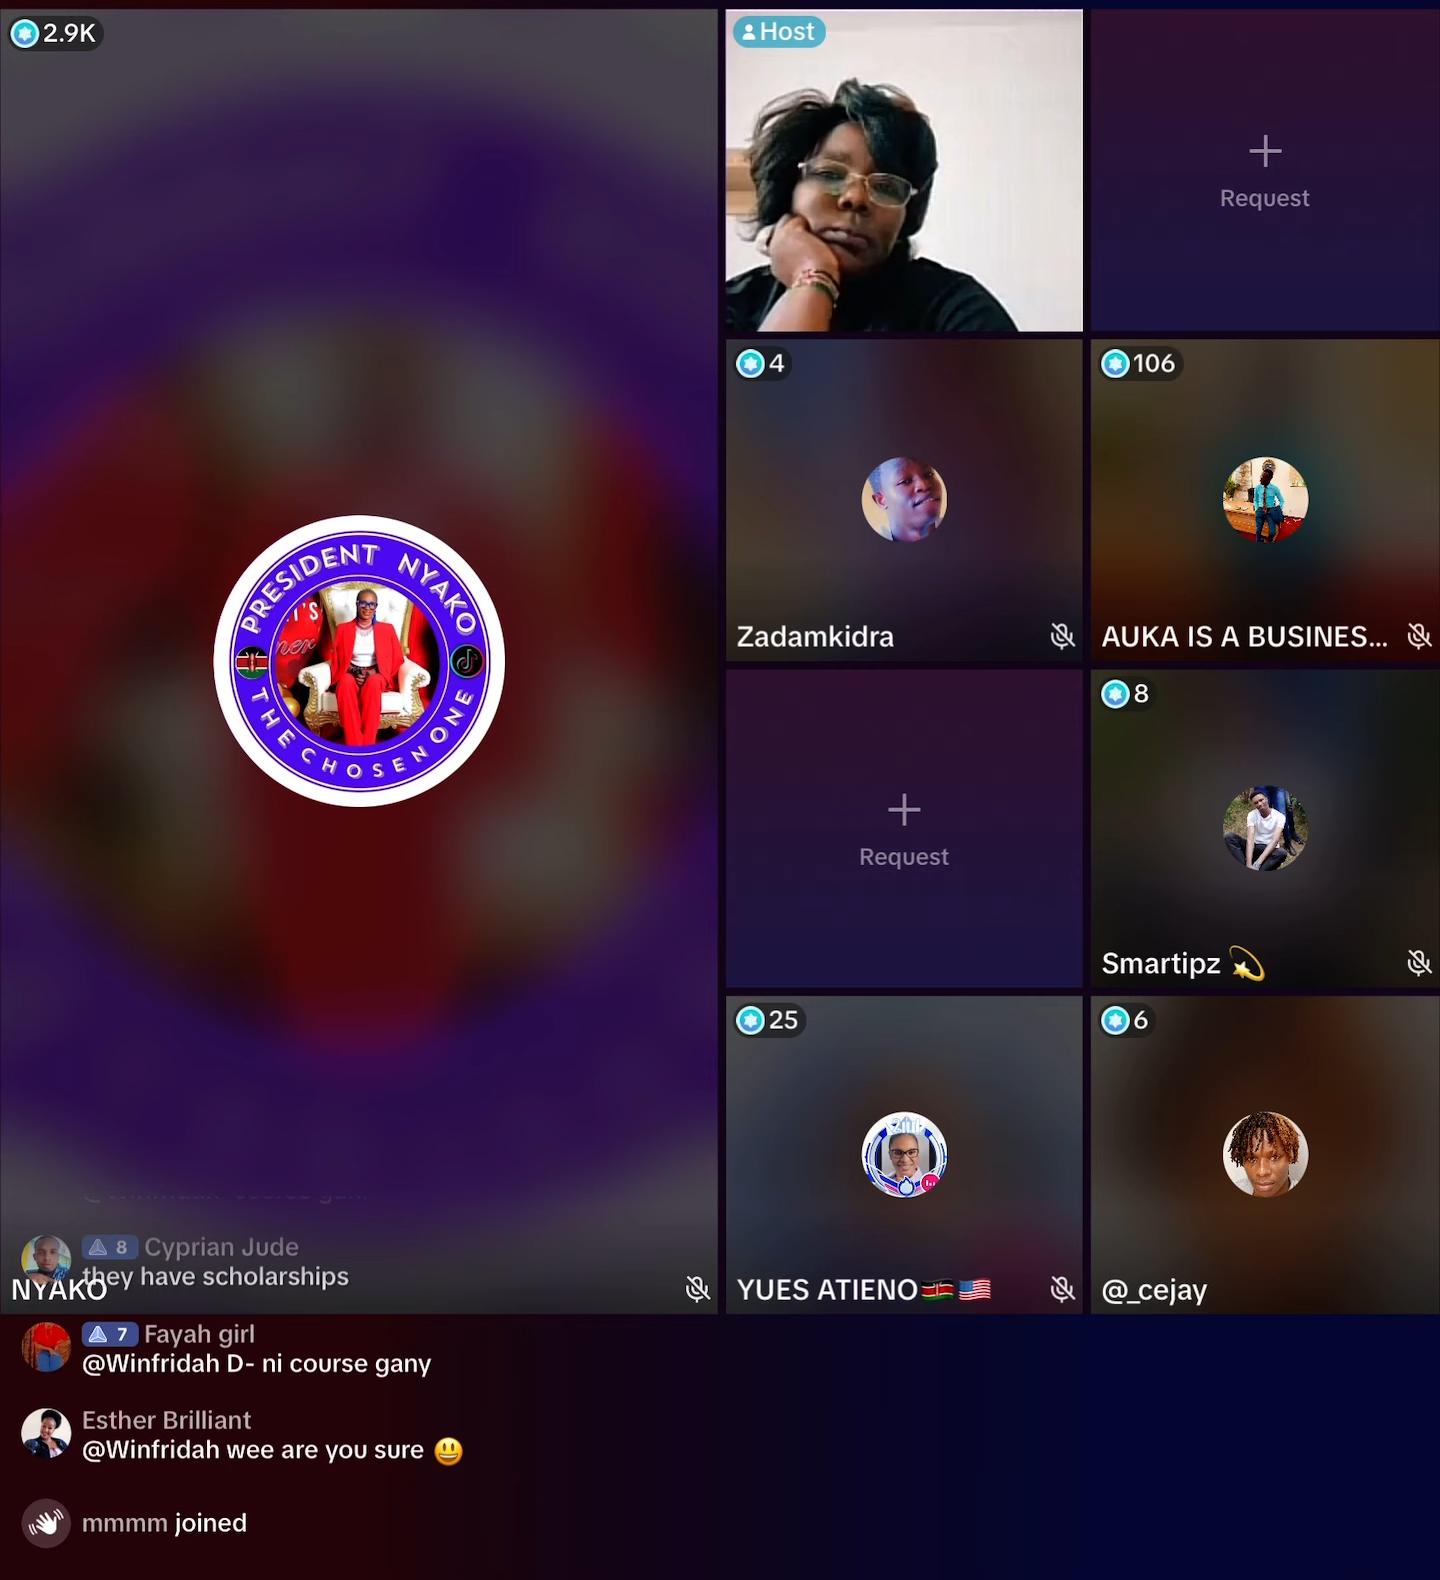 2.9K
Host
Request
PRESIDENT NYAKO
THE CHOSEN ONE
4
Zadamkidra
106
AUKA IS A BUSINES...
Request
8
Smartipz 💫
25
YUES ATIENO🇰🇪🇺🇸
6
@_cejay
8 Cyprian Jude
they have scholarships
NYAKO
7 Fayah girl
@Winfridah D- ni course gany
Esther Brilliant
@Winfridah wee are you sure 😃
mmmm joined